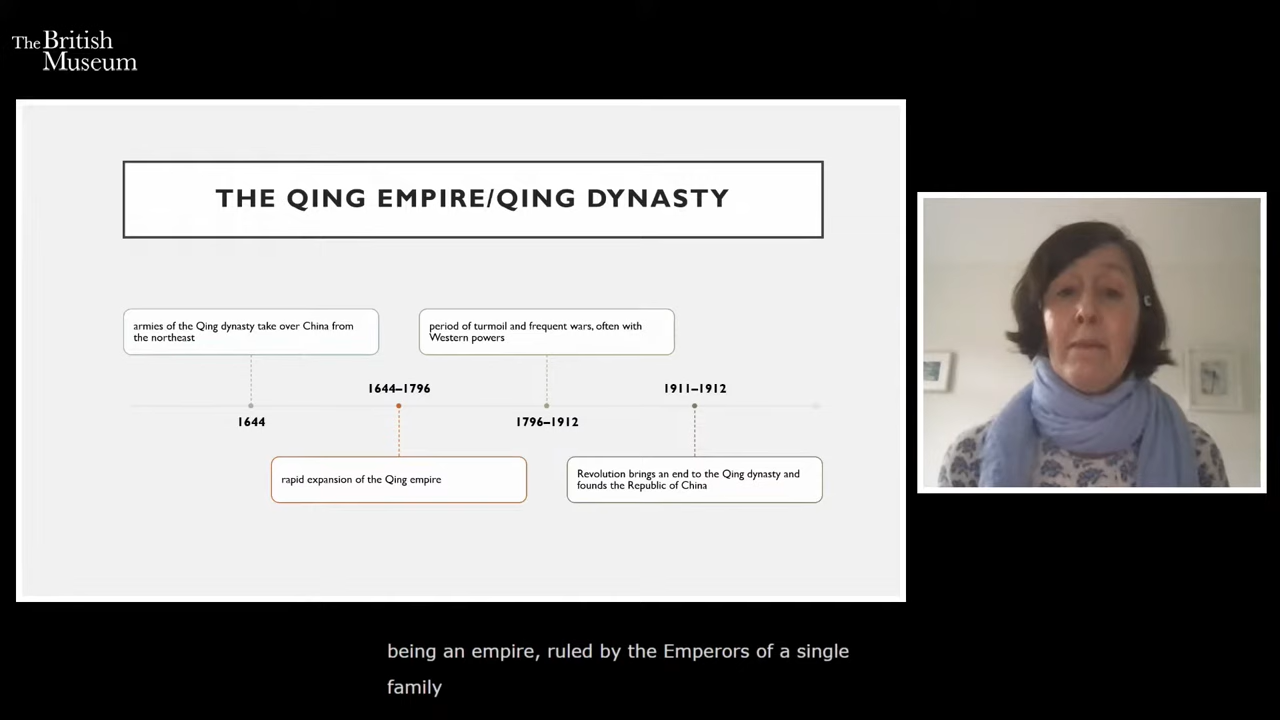 The British
Museum
THE QING EMPIRE/QING DYNASTY
armies of the Qing dynasty take over China from
the northeast
period of turmoil and frequent wars, often with
Western powers
1644–1796
1911–1912
1644
1796–1912
rapid expansion of the Qing empire
Revolution brings an end to the Qing dynasty and
founds the Republic of China
being an empire, ruled by the Emperors of a single
family